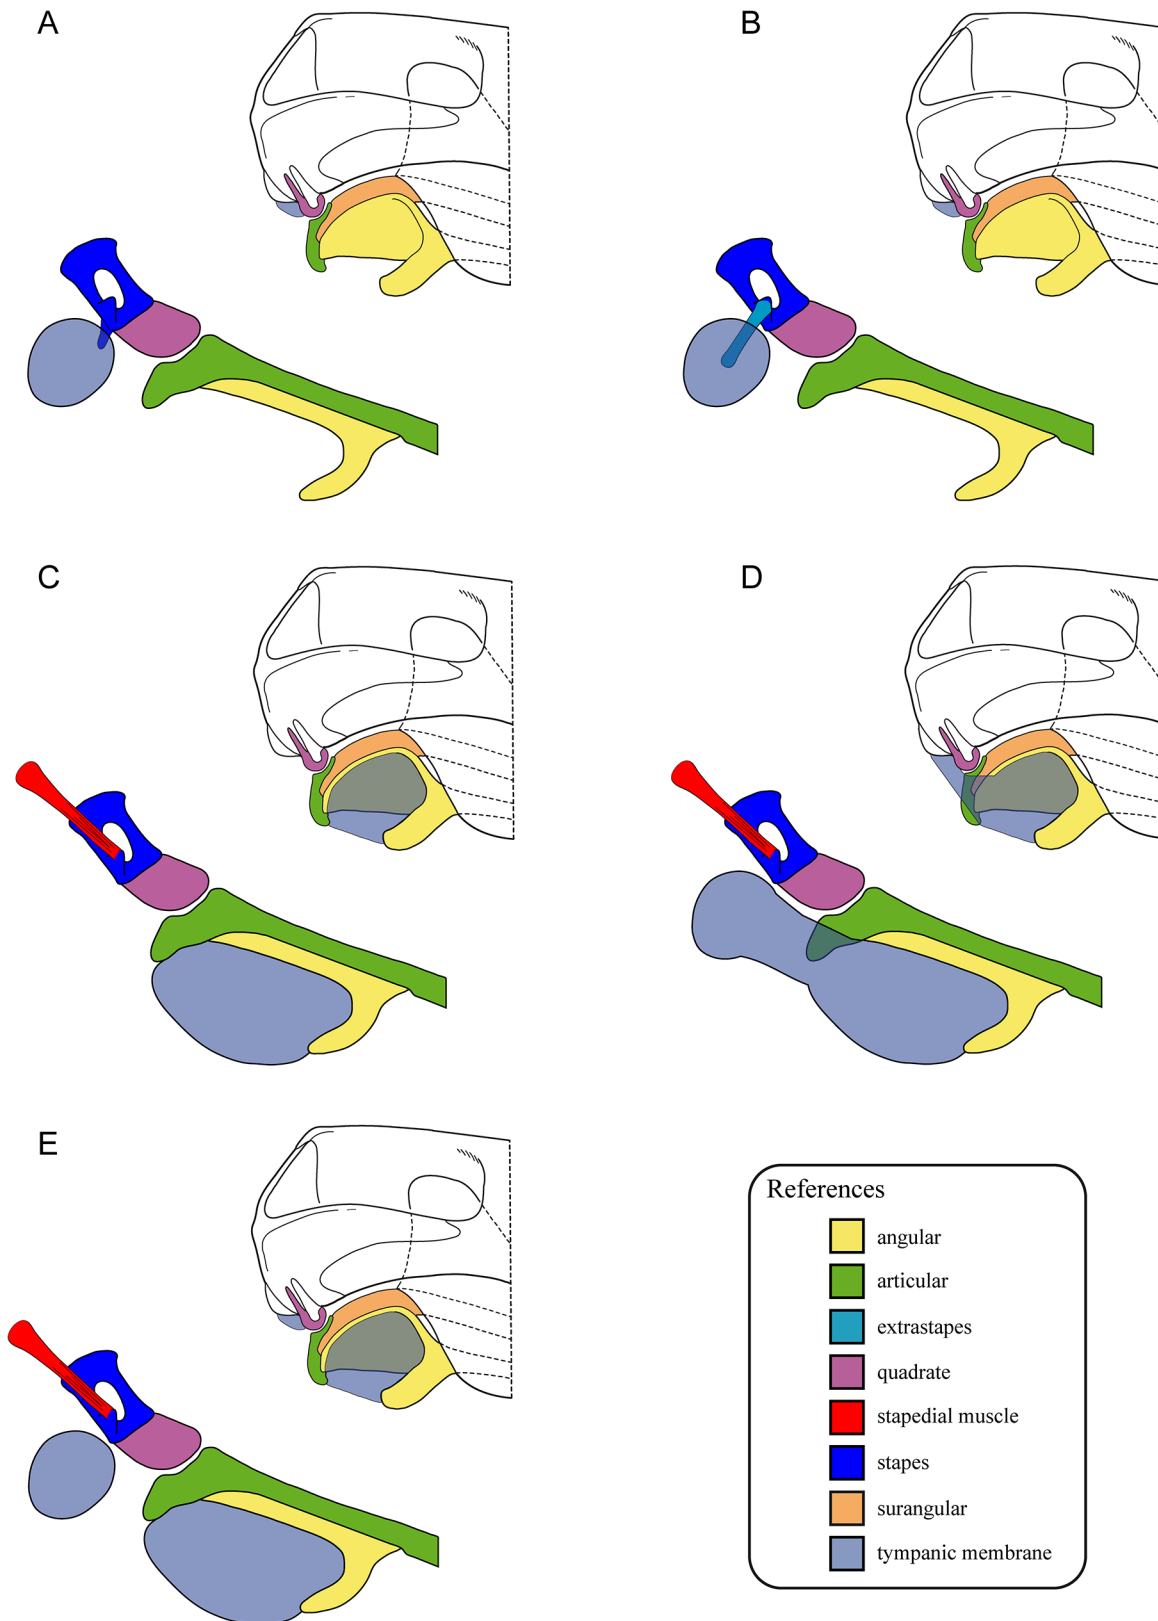 A
B
C
D
E
References
angular
articular
extrastapes
quadrate
stapedial muscle
stapes
surangular
tympanic membrane